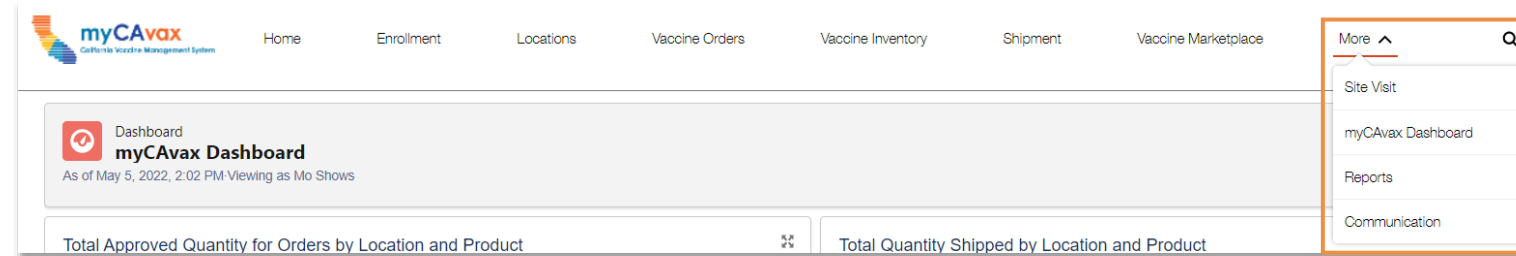 myCAvax
California Vaccine Management System
Home Enrollment Locations Vaccine Orders Vaccine Inventory Shipment Vaccine Marketplace More
Site Visit
myCAvax Dashboard
Reports
Communication
Dashboard
myCAvax Dashboard
As of May 5, 2022, 2:02 PM·Viewing as Mo Shows
Total Approved Quantity for Orders by Location and Product
Total Quantity Shipped by Location and Product